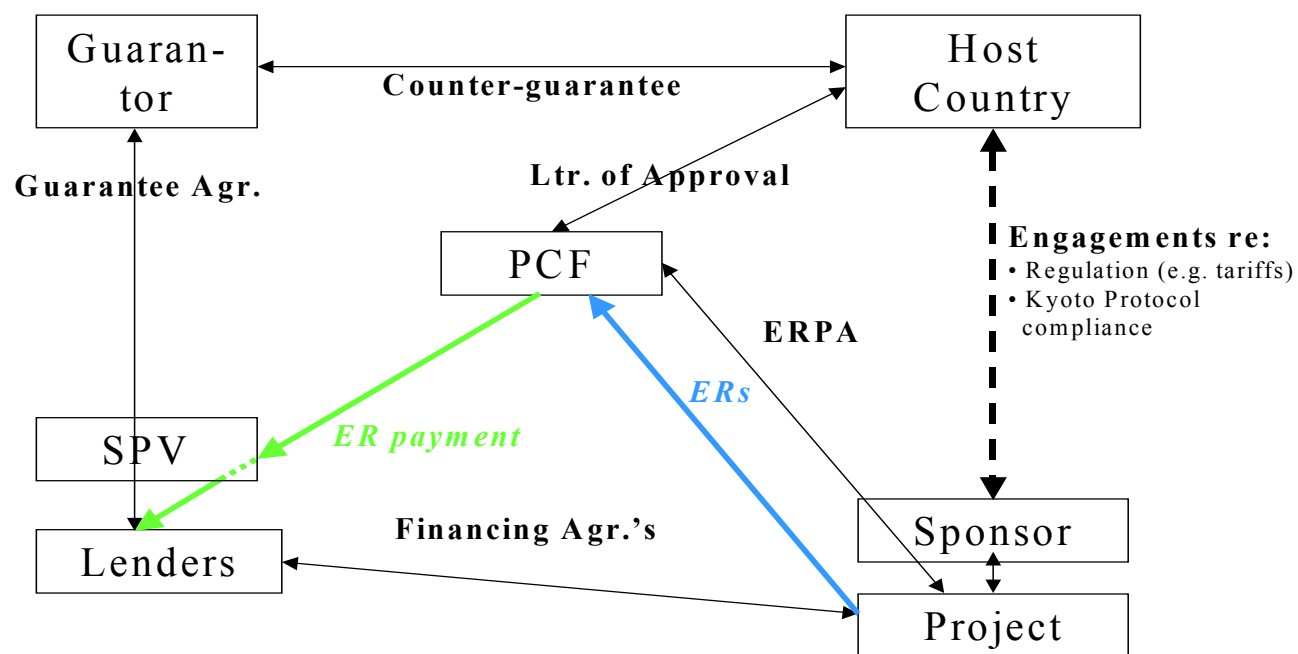 Guaran-
tor
Host
Country
Counter-guarantee
Guarantee Agr.
Ltr. of Approval
PCF
Engagements re:
• Regulation (e.g. tariffs)
• Kyoto Protocol
compliance
ERPA
ERs
ER payment
SPV
Sponsor
Financing Agr.’s
Lenders
Project